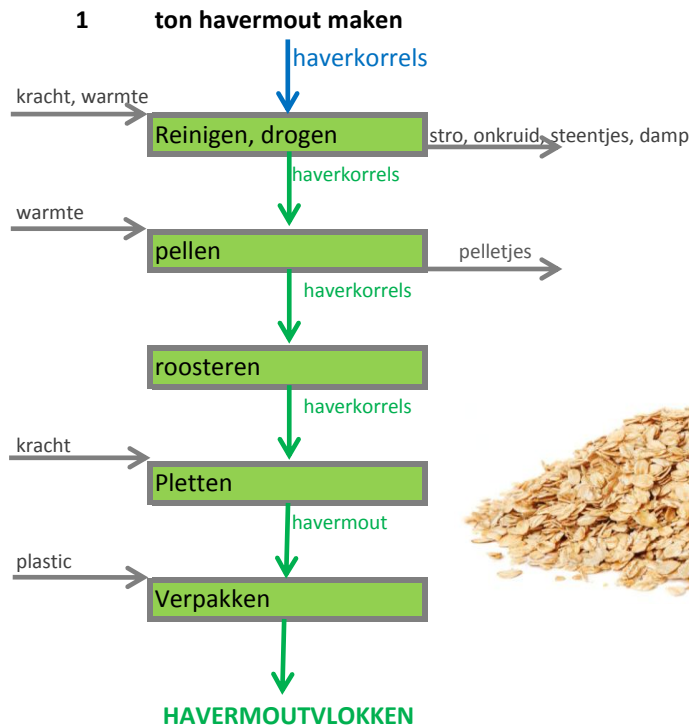 1 ton havermout maken
haverkorrels
kracht, warmte
Reinigen, drogen
stro, onkruid, steentjes, damp
haverkorrels
warmte
pellen
pelletjes
haverkorrels
roosteren
haverkorrels
kracht
Pletten
havermout
plastic
Verpakken
HAVERMOUTVLOKKEN